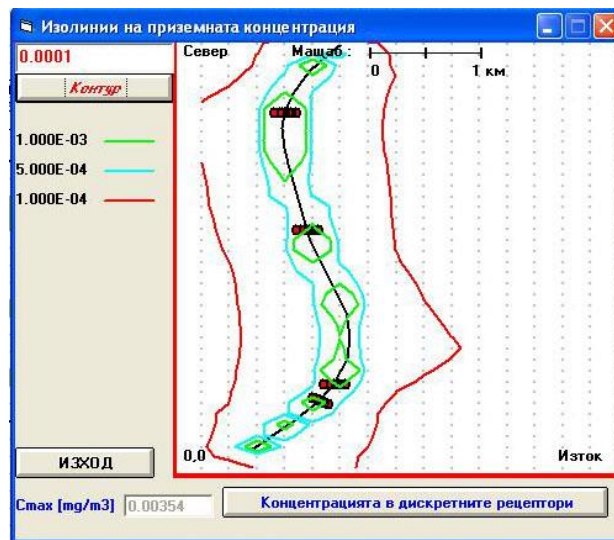 Изолинии на приземната концентрация
0.0001
Контур
1.000E-03
5.000E-04
1.000E-04
Север
Мащаб :
0 1 км
0,0
Изток
ИЗХОД
Cmax [mg/m3] 0.00354
Концентрацията в дискретните рецептори